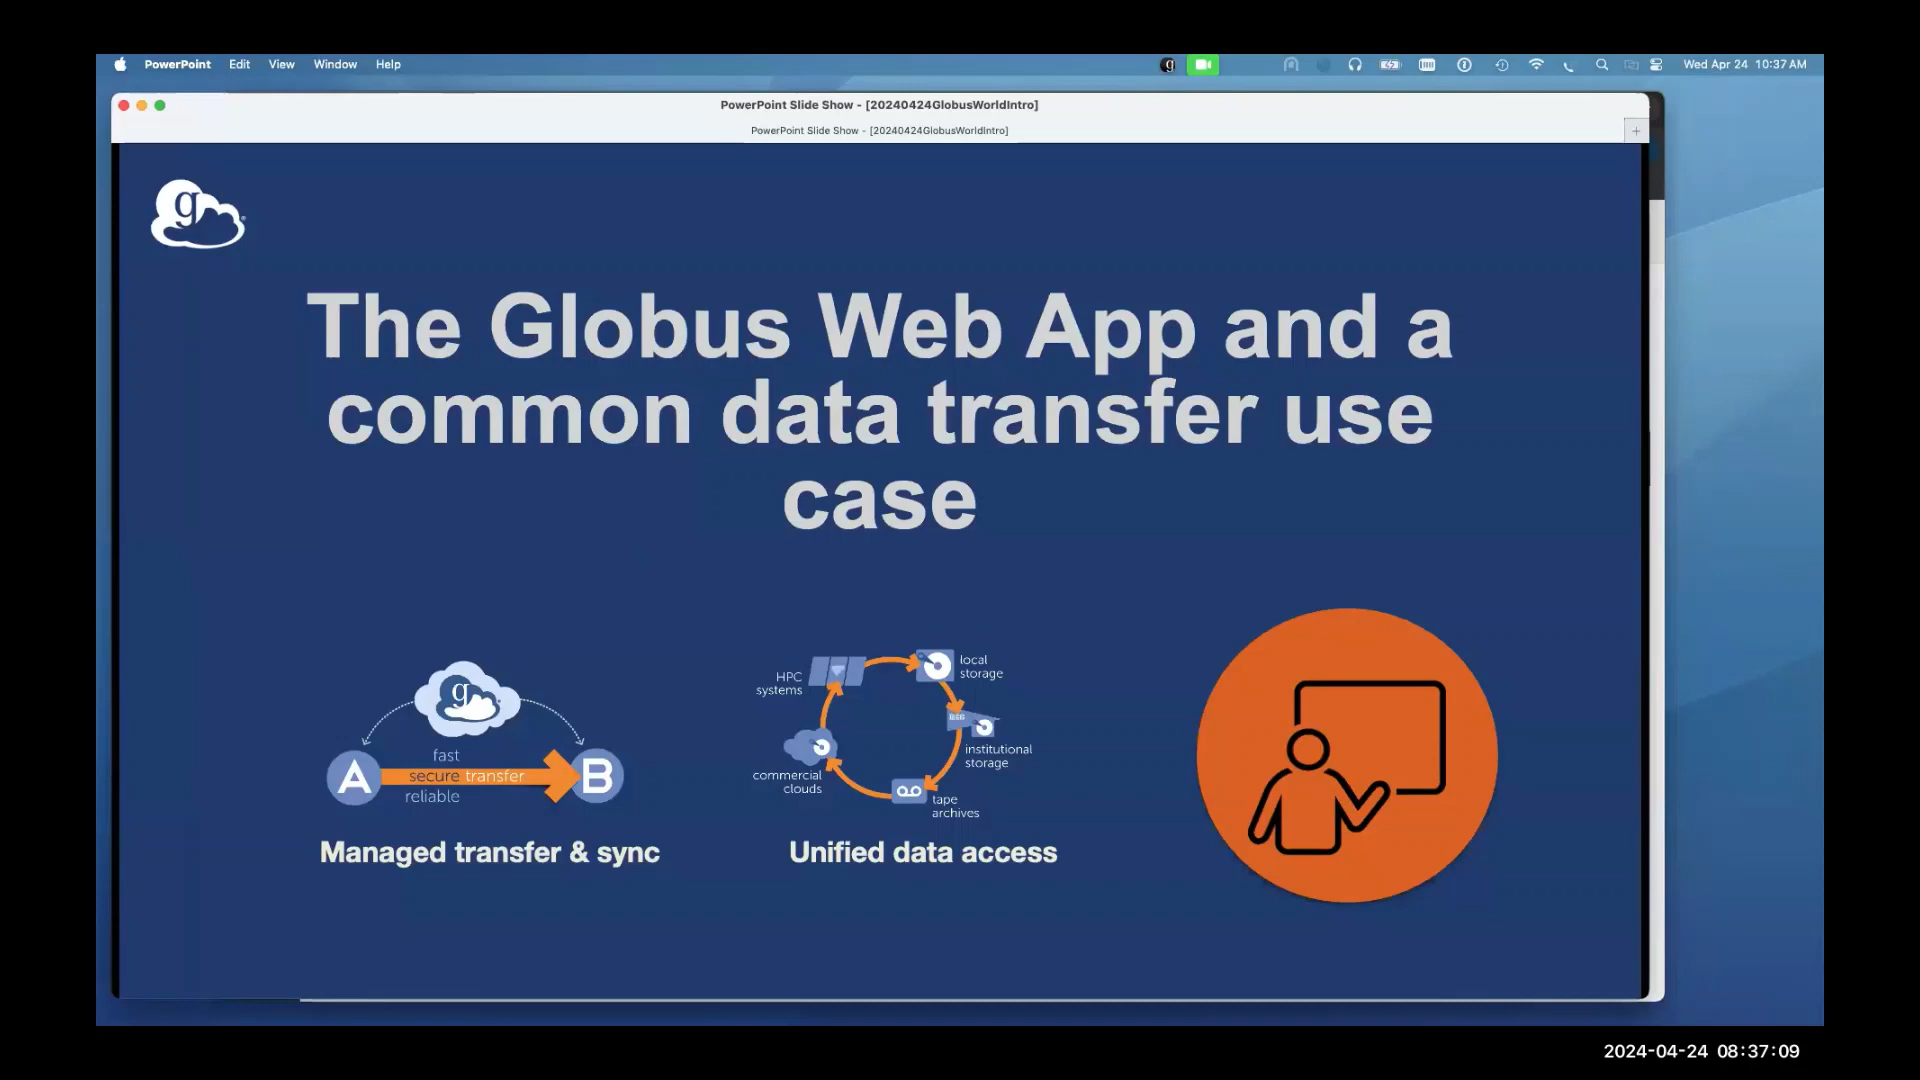 PowerPoint Edit View Window Help
Wed Apr 24 10:37 AM
PowerPoint Slide Show - [20240424GlobusWorldIntro]
PowerPoint Slide Show - [20240424GlobusWorldIntro]
g
The Globus Web App and a
common data transfer use
case
g
fast
A secure transfer B
reliable
Managed transfer & sync
HPC
systems
local
storage
institutional
storage
commercial
clouds
tape
archives
Unified data access
2024-04-24 08:37:09